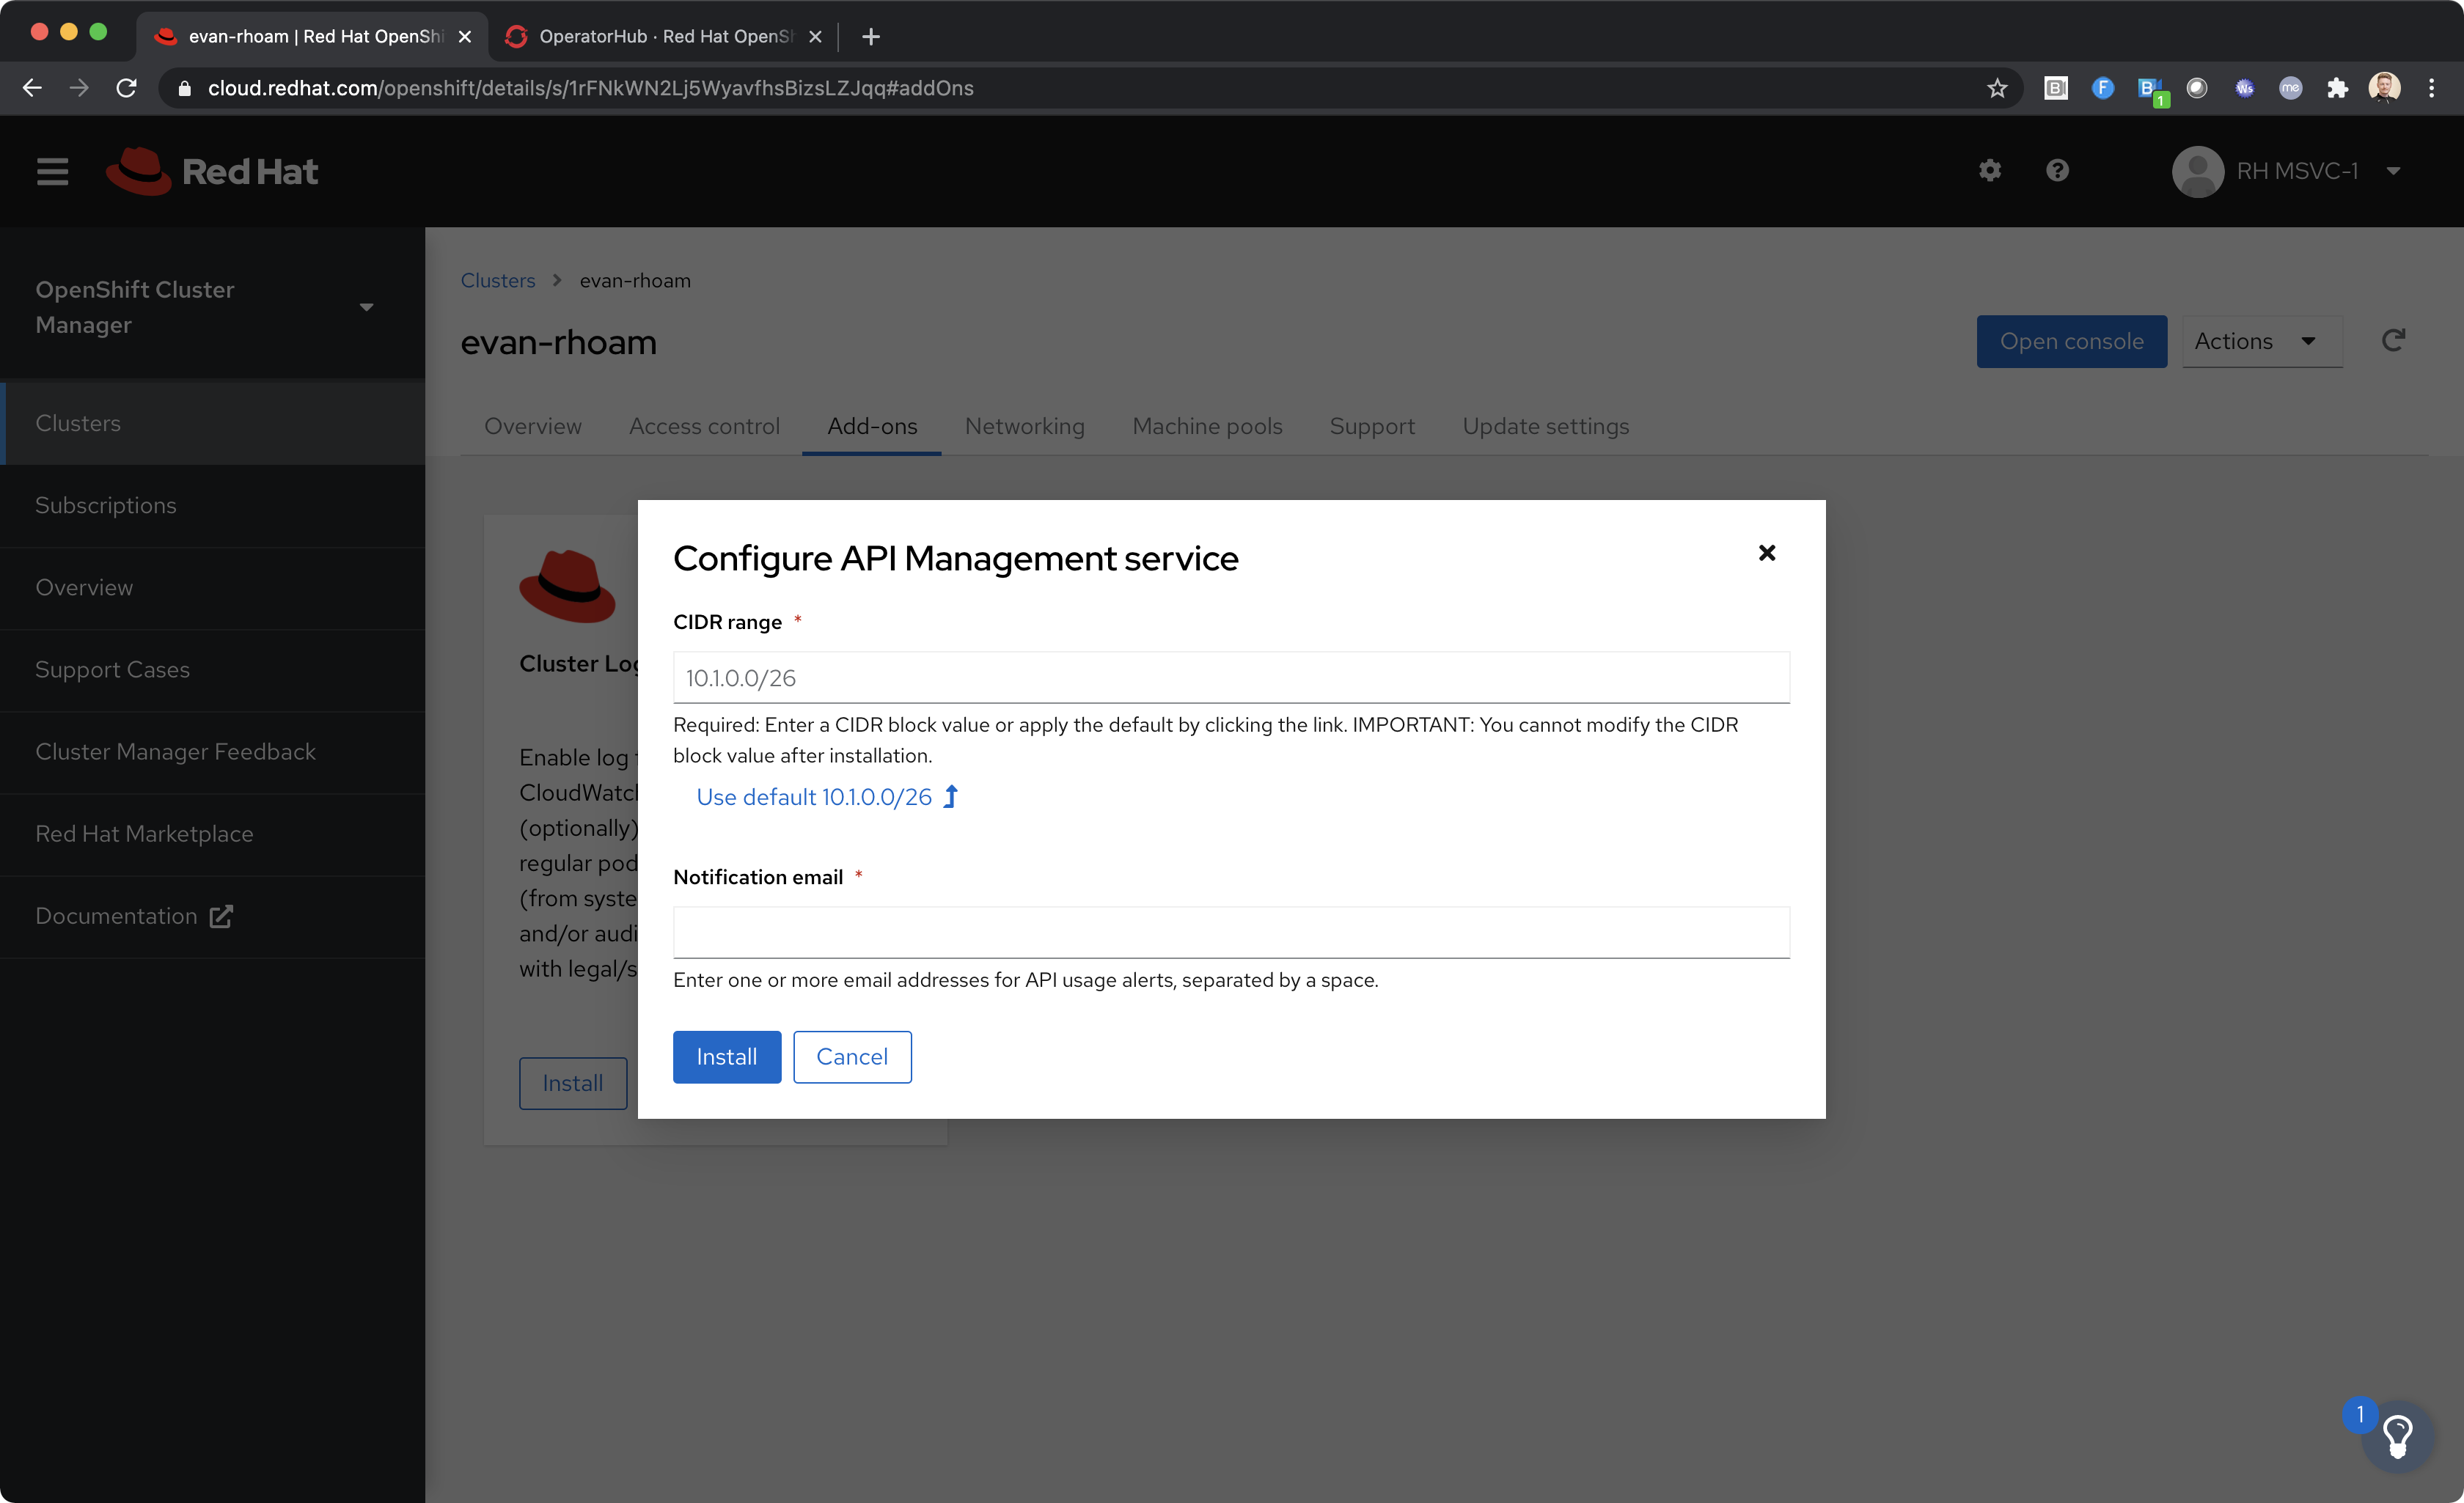 evan-rhoam | Red Hat OpenShi
OperatorHub · Red Hat OpenS
cloud.redhat.com/openshift/details/s/1rFNkWN2Lj5WyavfhsBizsLZJqq#addOns
B
F
B
1
Ws
me
Red Hat
RH MSVC-1
OpenShift Cluster
Manager
Clusters
Subscriptions
Overview
Support Cases
Cluster Manager Feedback
Red Hat Marketplace
Documentation
Clusters
evan-rhoam
evan-rhoam
Open console
Actions
Overview
Access control
Add-ons
Networking
Machine pools
Support
Update settings
Cluster Log
Enable log
CloudWatch
(optionally)
regular pod
(from syste
and/or audi
with legal/s
Install
Configure API Management service
CIDR range *
10.1.0.0/26
Required: Enter a CIDR block value or apply the default by clicking the link. IMPORTANT: You cannot modify the CIDR
block value after installation.
Use default 10.1.0.0/26
Notification email *
Enter one or more email addresses for API usage alerts, separated by a space.
Install
Cancel
1